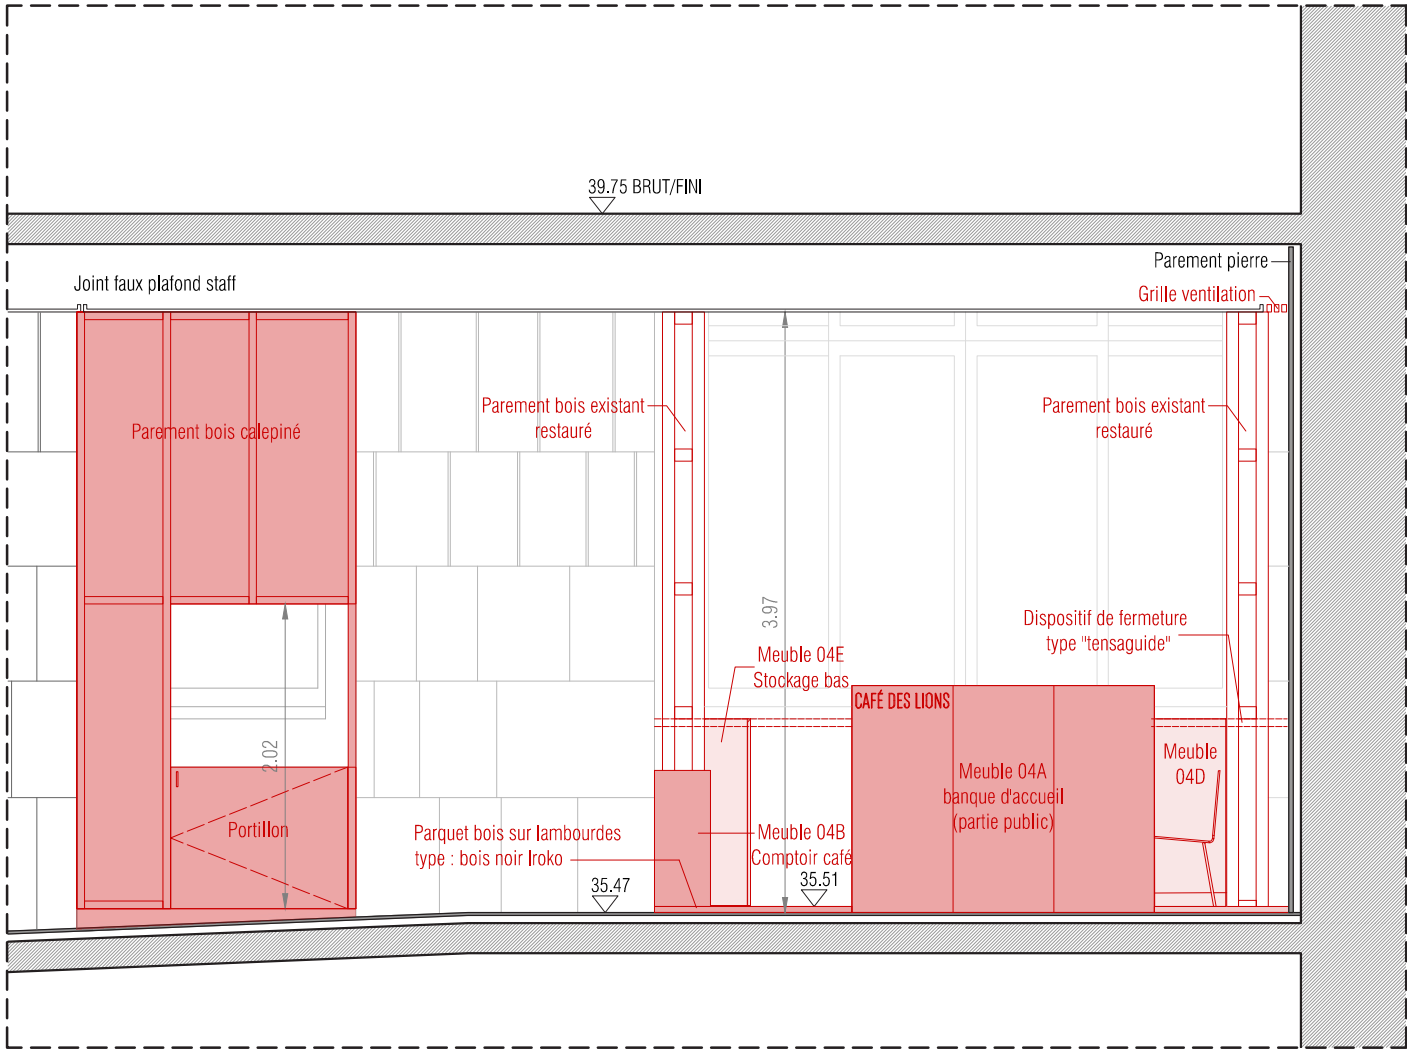 39.75 BRUT/FINI
Parement pierre
Joint faux plafond staff
Grille ventilation
Parement bois existant
restauré
Parement bois existant
restauré
Parement bois calepiné
3.97
Dispositif de fermeture
type "tensaguide"
Meuble 04E
Stockage bas
CAFÉ DES LIONS
2.02
Meuble
04D
Meuble 04A
banque d'accueil
(partie public)
Portillon
Parquet bois sur lambourdes
type : bois noir Iroko
Meuble 04B
Comptoir café
35.47
35.51